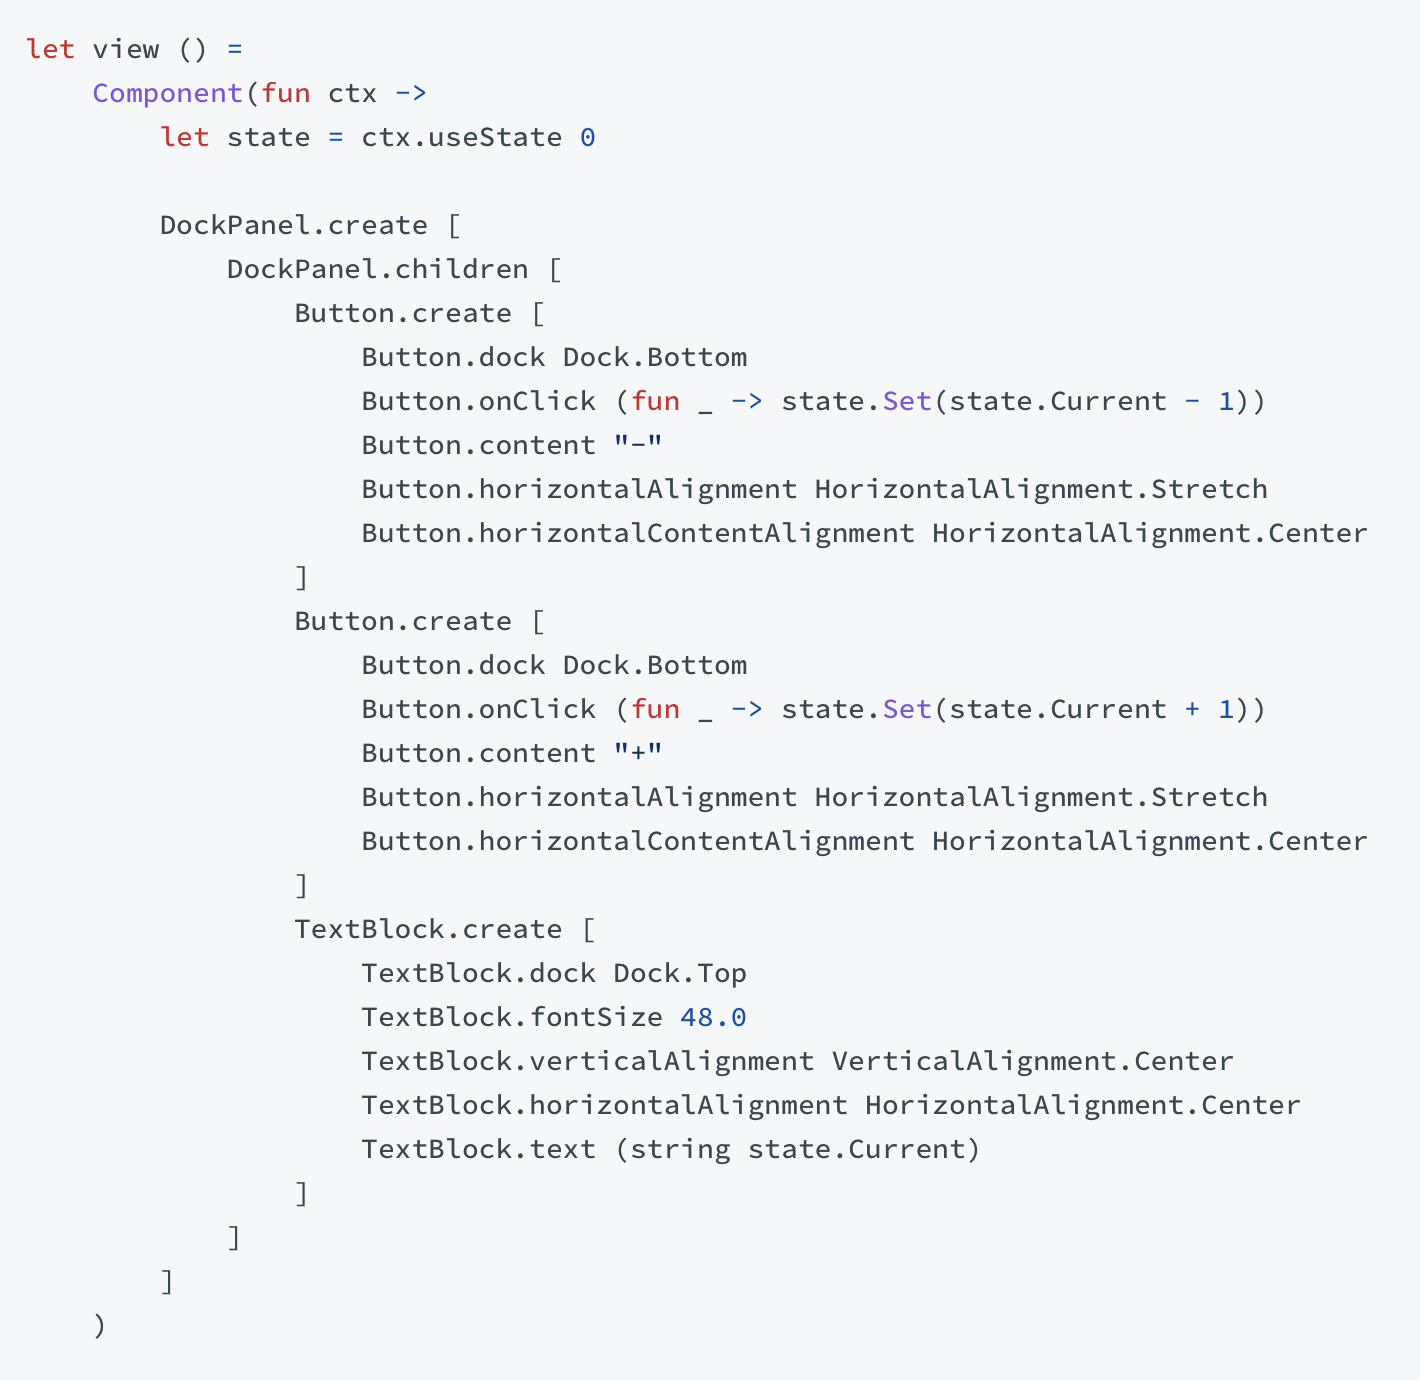 let view () =
    Component(fun ctx ->
        let state = ctx.useState 0

        DockPanel.create [
            DockPanel.children [
                Button.create [
                    Button.dock Dock.Bottom
                    Button.onClick (fun _ -> state.Set(state.Current - 1))
                    Button.content "-"
                    Button.horizontalAlignment HorizontalAlignment.Stretch
                    Button.horizontalContentAlignment HorizontalAlignment.Center
                ]
                Button.create [
                    Button.dock Dock.Bottom
                    Button.onClick (fun _ -> state.Set(state.Current + 1))
                    Button.content "+"
                    Button.horizontalAlignment HorizontalAlignment.Stretch
                    Button.horizontalContentAlignment HorizontalAlignment.Center
                ]
                TextBlock.create [
                    TextBlock.dock Dock.Top
                    TextBlock.fontSize 48.0
                    TextBlock.verticalAlignment VerticalAlignment.Center
                    TextBlock.horizontalAlignment HorizontalAlignment.Center
                    TextBlock.text (string state.Current)
                ]
            ]
        ]
    )